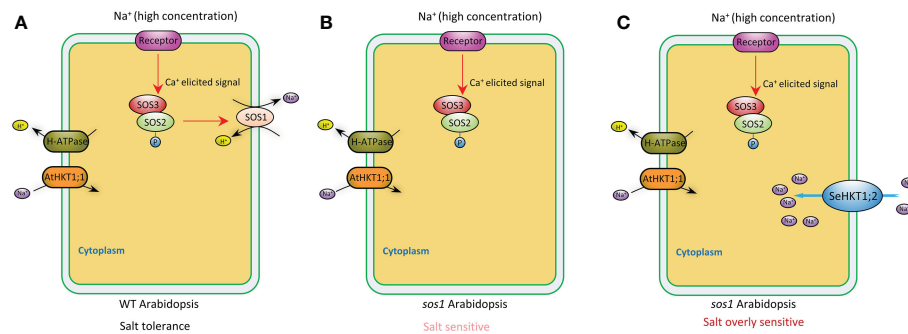 A
Na⁺ (high concentration)
Receptor
Ca⁺ elicited signal
SOS3
SOS2
P
SOS1
Na⁺
H⁺
H⁺
H-ATPase
AtHKT1;1
Na⁺
Cytoplasm
WT Arabidopsis
Salt tolerance
B
Na⁺ (high concentration)
Receptor
Ca⁺ elicited signal
SOS3
SOS2
P
H⁺
H-ATPase
AtHKT1;1
Na⁺
Cytoplasm
sos1 Arabidopsis
Salt sensitive
C
Na⁺ (high concentration)
Receptor
Ca⁺ elicited signal
SOS3
SOS2
P
H⁺
H-ATPase
AtHKT1;1
Na⁺
Na⁺
Na⁺
Na⁺
Na⁺
Na⁺
SeHKT1;2
Na⁺
Na⁺
Cytoplasm
sos1 Arabidopsis
Salt overly sensitive